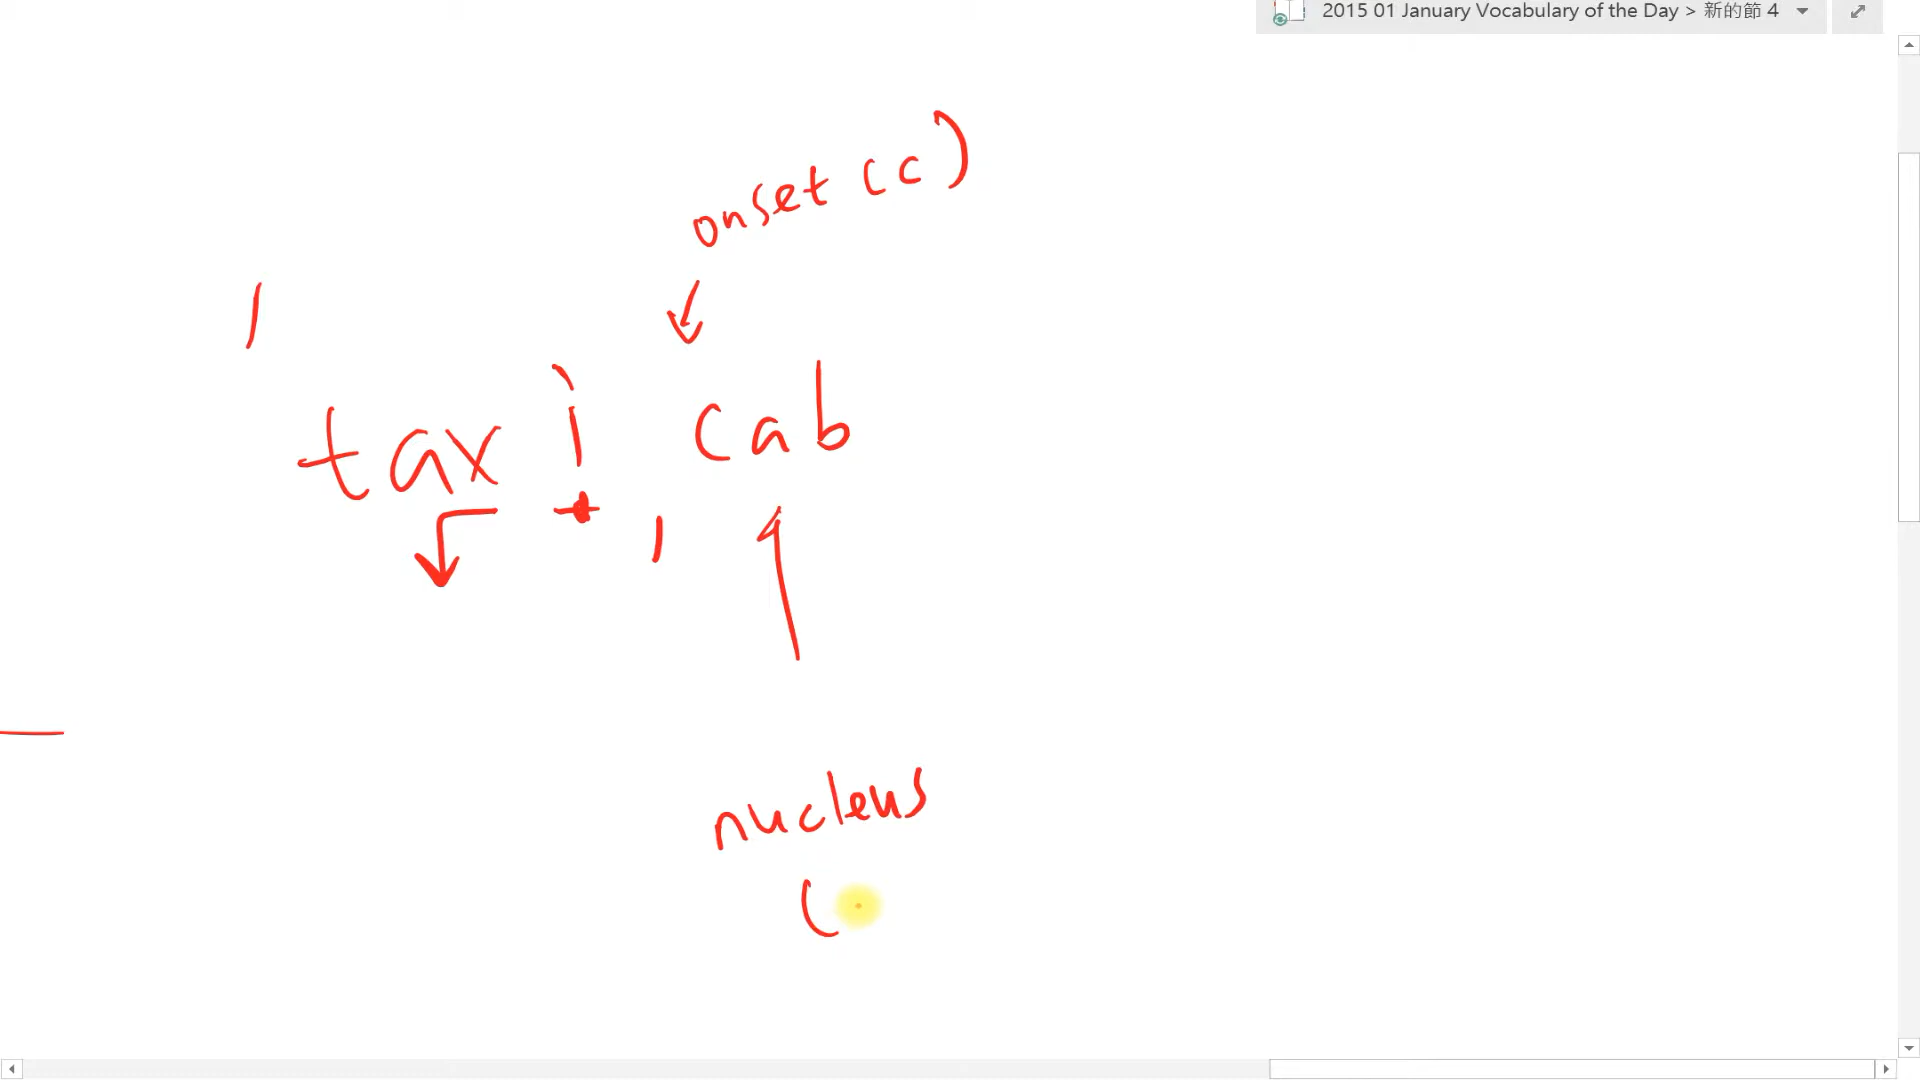 2015 01 January Vocabulary of the Day > 新的節 4
onset (c)
taxi cab
nucleus
(